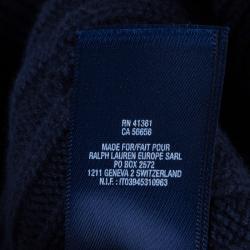 RN 41381
CA 56658
MADE FOR/FAIT POUR
RALPH LAUREN EUROPE SARL
PO BOX 2572
1211 GENEVA 2 SWITZERLAND
N.I.F. : IT03945310963